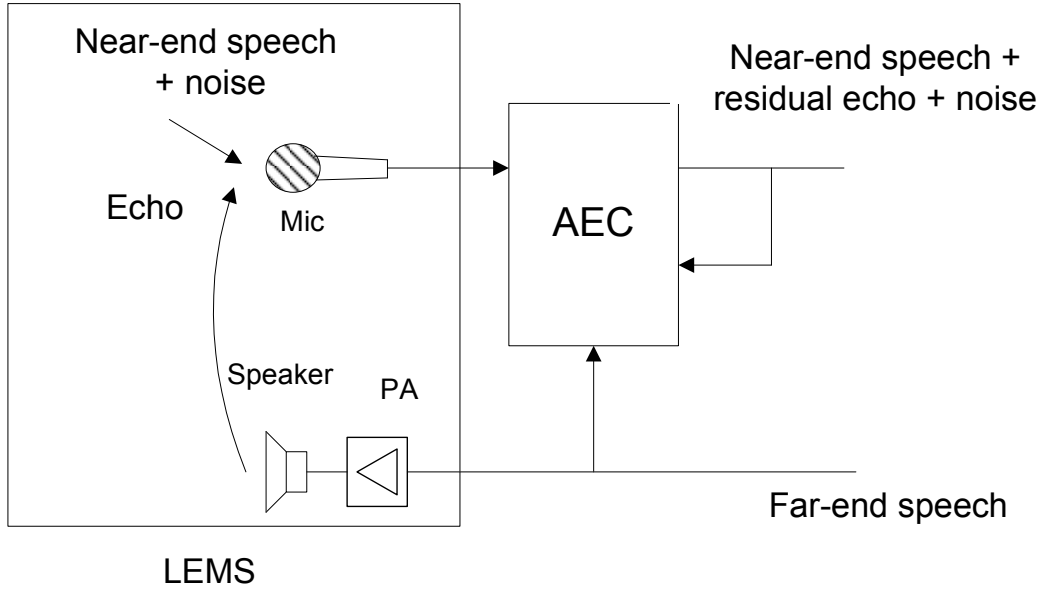 Near-end speech
+ noise
Near-end speech +
residual echo + noise
Echo
Mic
AEC
Speaker
PA
Far-end speech
LEMS